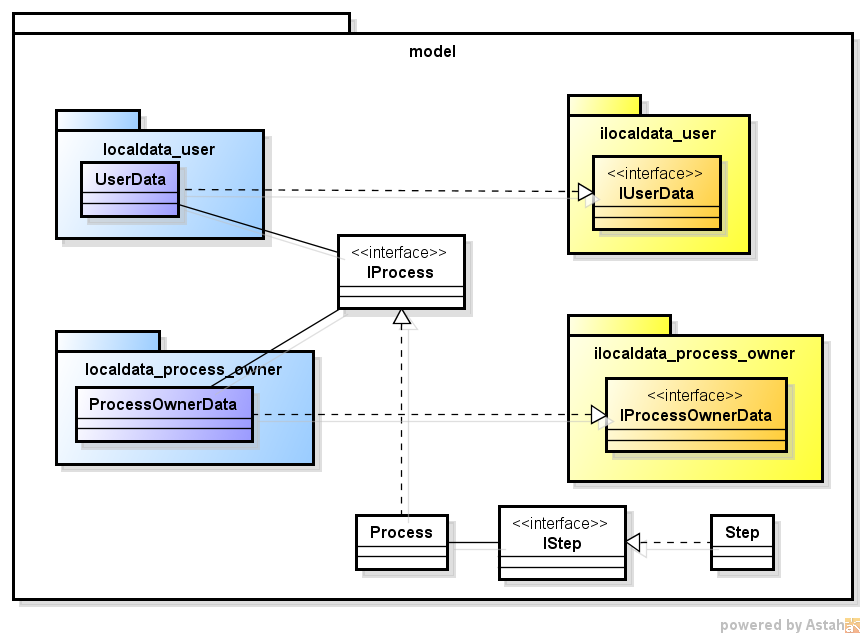 model
localdata_user
UserData
ilocaldata_user
<<interface>>
IUserData
<<interface>>
IProcess
localdata_process_owner
ProcessOwnerData
ilocaldata_process_owner
<<interface>>
IProcessOwnerData
Process
<<interface>>
IStep
Step
powered by Astah